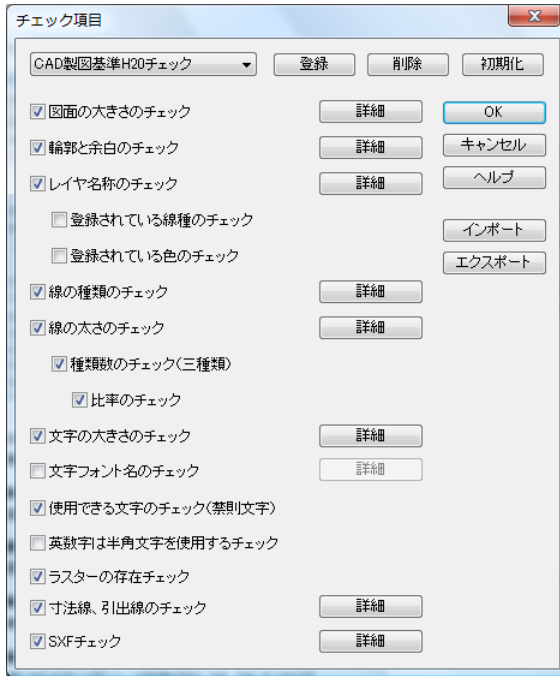 チェック項目
CAD製図基準H20チェック 登録 削除 初期化
図面の大きさのチェック 詳細 OK
輪郭と余白のチェック 詳細 キャンセル
レイヤ名称のチェック 詳細 ヘルプ
登録されている線種のチェック インポート
登録されている色のチェック エクスポート
線の種類のチェック 詳細
線の太さのチェック 詳細
種類数のチェック(三種類)
比率のチェック
文字の大きさのチェック 詳細
文字フォント名のチェック 詳細
使用できる文字のチェック(禁則文字)
英数字は半角文字を使用するチェック
ラスターの存在チェック
寸法線、引出線のチェック 詳細
SXFチェック 詳細